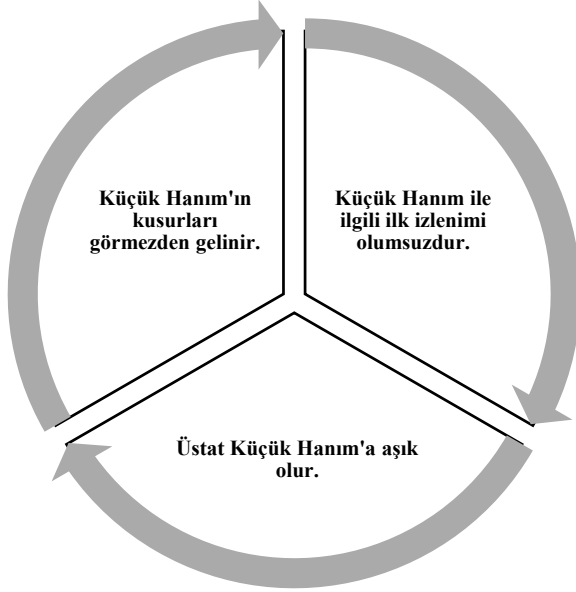 Küçük Hanım'ın
kusurları
görmezden gelinir.
Küçük Hanım ile
ilgili ilk izlenimi
olumsuzdur.
Üstat Küçük Hanım'a aşık
olur.